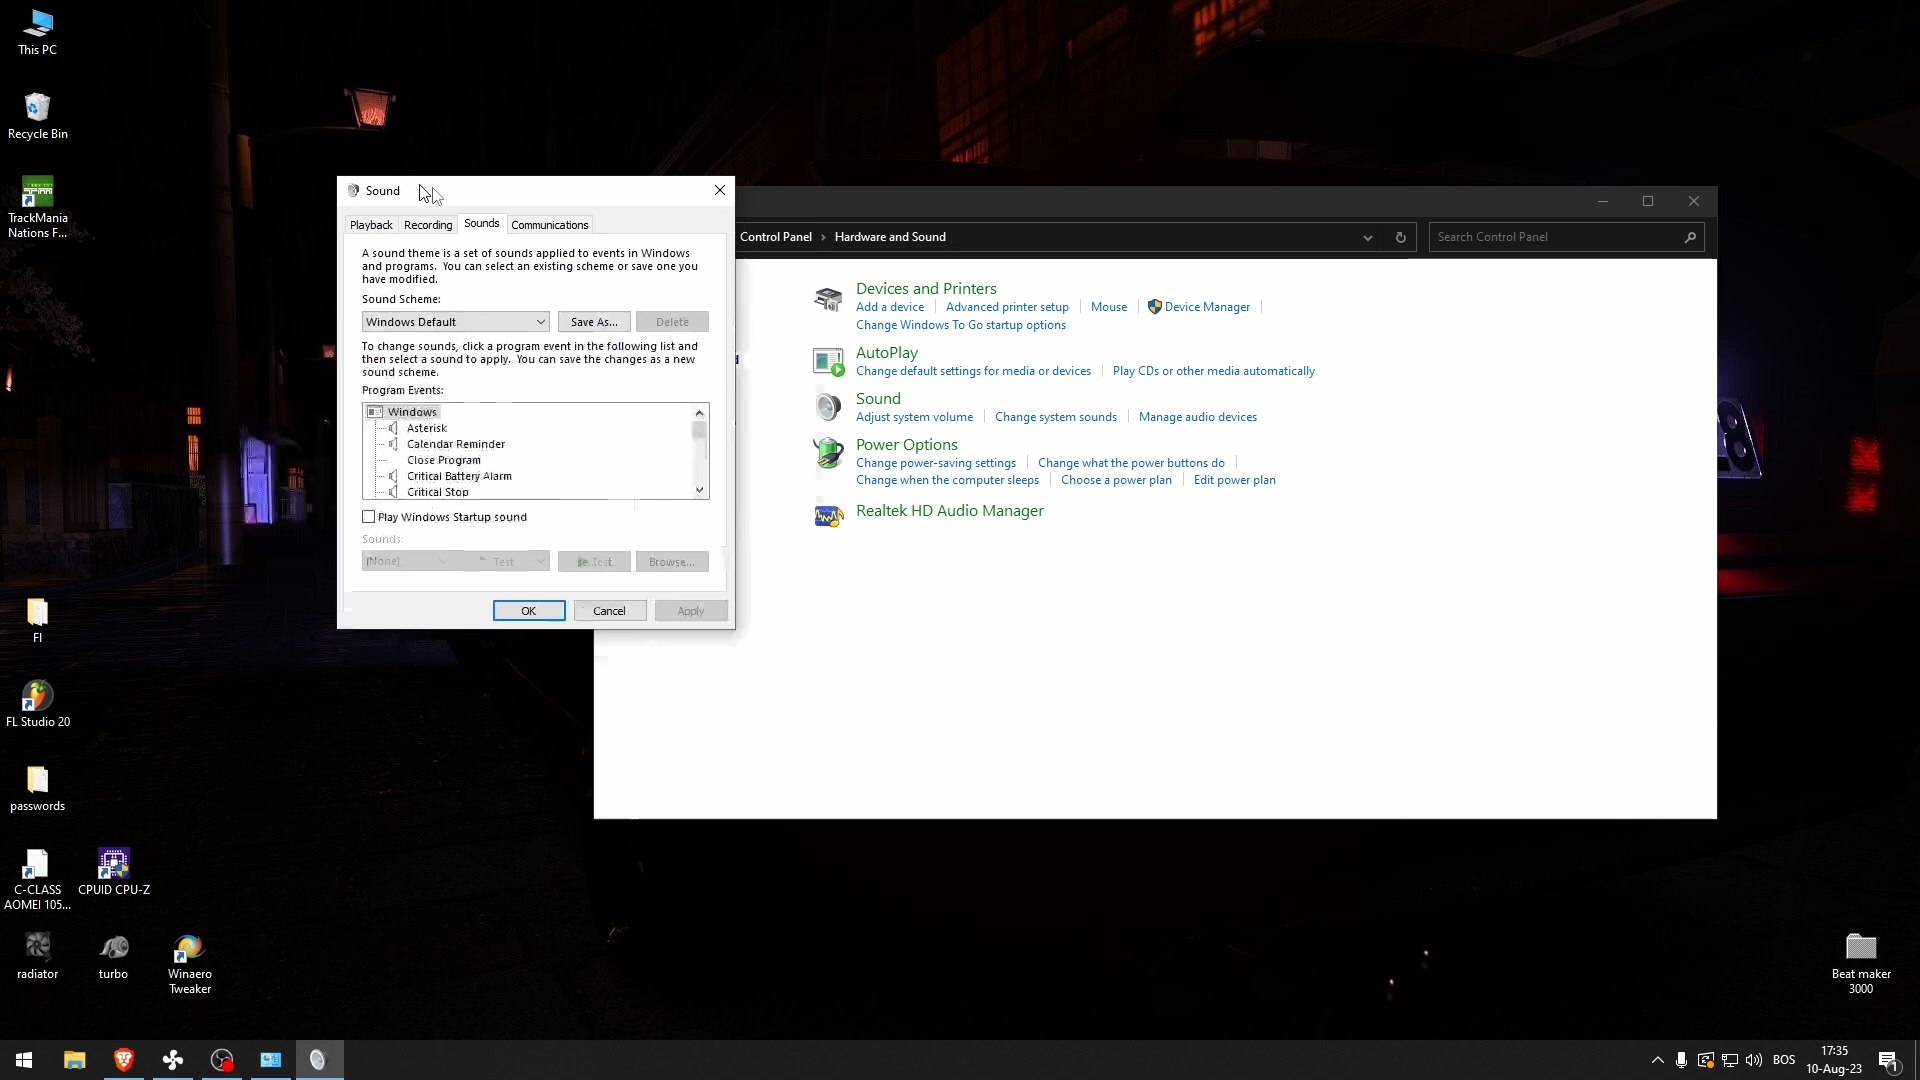 This PC
Recycle Bin
TrackMania
Nations F...
FI
FL Studio 20
passwords
C-CLASS
AOMEI 105...
CPUID CPU-Z
radiator
turbo
Winaero
Tweaker
Sound
Playback
Recording
Sounds
Communications
A sound theme is a set of sounds applied to events in Windows
and programs. You can select an existing scheme or save one you
have modified.
Sound Scheme:
Windows Default
Save As...
Delete
To change sounds, click a program event in the following list and
then select a sound to apply. You can save the changes as a new
sound scheme.
Program Events:
Windows
Asterisk
Calendar Reminder
Close Program
Critical Battery Alarm
Critical Stop
Play Windows Startup sound
Sounds:
(None)
Test
Test
Browse...
OK
Cancel
Apply
Control Panel
Hardware and Sound
Search Control Panel
Devices and Printers
Add a device
Advanced printer setup
Mouse
Device Manager
Change Windows To Go startup options
AutoPlay
Change default settings for media or devices
Play CDs or other media automatically
Sound
Adjust system volume
Change system sounds
Manage audio devices
Power Options
Change power-saving settings
Change what the power buttons do
Change when the computer sleeps
Choose a power plan
Edit power plan
Realtek HD Audio Manager
Beat maker
3000
BOS
17:35
10-Aug-23
1